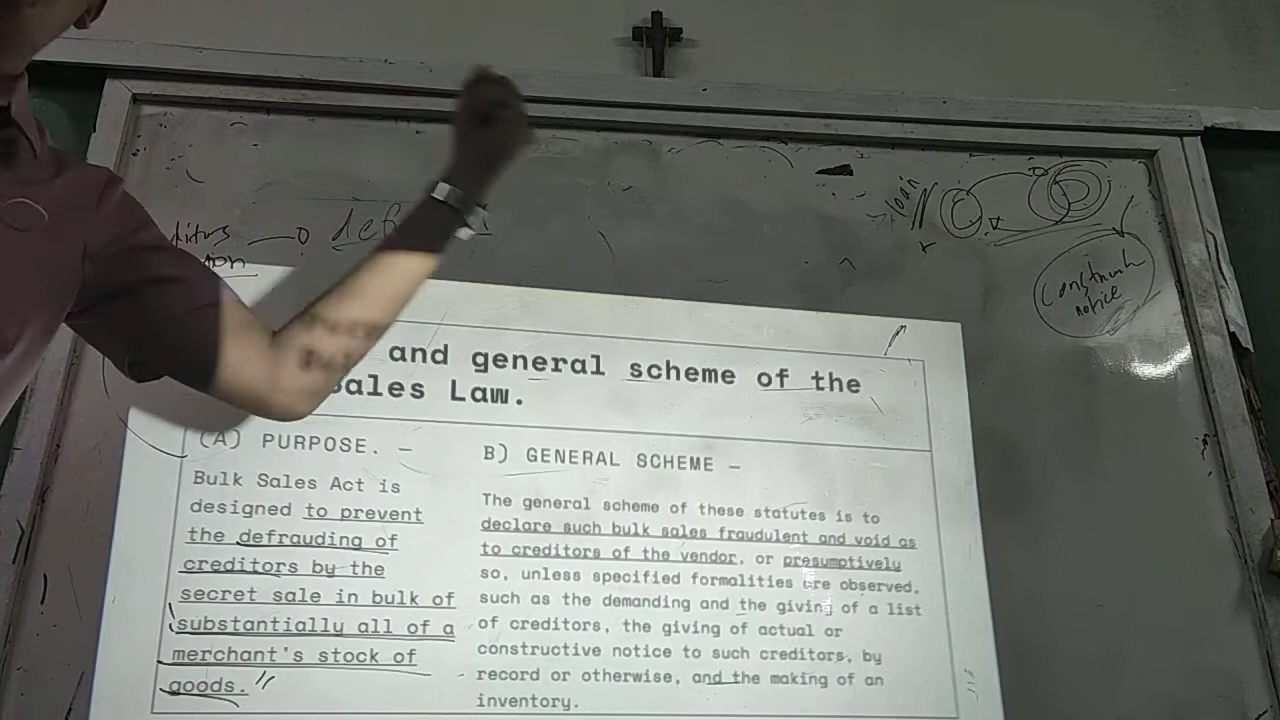 loan
Constructi
notice
ditors
tion
def
and general scheme of the
Sales Law.
(A) PURPOSE. —
Bulk Sales Act is
designed to prevent
the defrauding of
creditors by the
secret sale in bulk of
substantially all of a
merchant's stock of
goods.
B) GENERAL SCHEME —
The general scheme of these statutes is to
declare such bulk sales fraudulent and void as
to creditors of the vendor, or presumptively
so, unless specified formalities are observed,
such as the demanding and the giving of a list
of creditors, the giving of actual or
constructive notice to such creditors, by
record or otherwise, and the making of an
inventory.